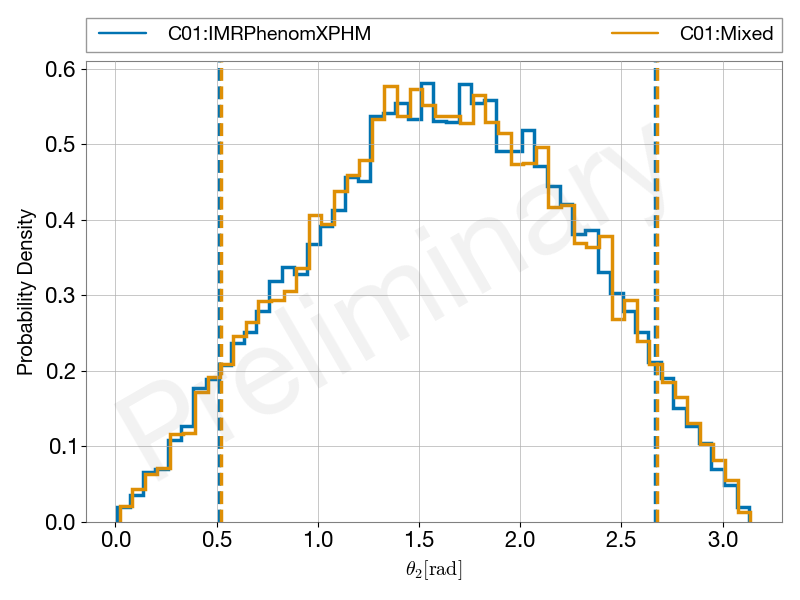 C01:IMRPhenomXPHM C01:Mixed
0.6
0.5
0.4
0.3
0.2
0.1
0.0
Probability Density
Preliminary
0.0 0.5 1.0 1.5 2.0 2.5 3.0
θ₂[rad]